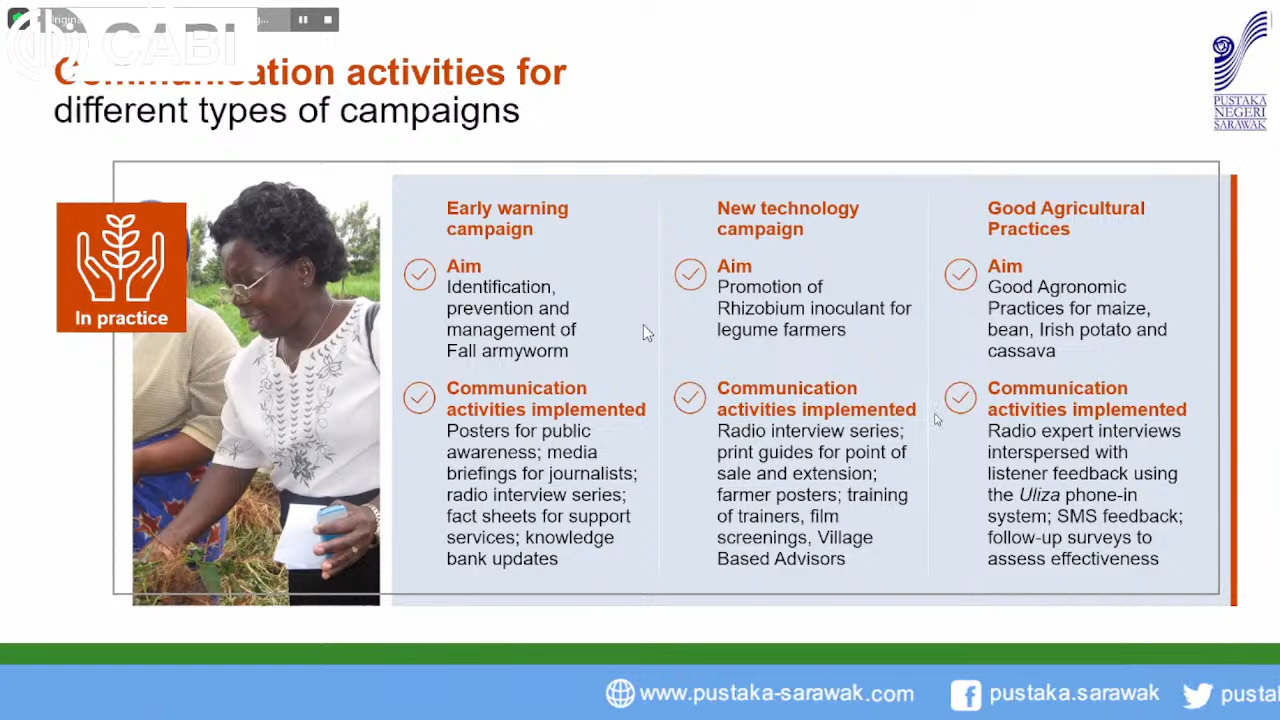 CABI
Communication activities for
different types of campaigns
PUSTAKA
NEGERI
SARAWAK
In practice
Early warning
campaign
Aim
Identification,
prevention and
management of
Fall armyworm
Communication
activities implemented
Posters for public
awareness; media
briefings for journalists;
radio interview series;
fact sheets for support
services; knowledge
bank updates
New technology
campaign
Aim
Promotion of
Rhizobium inoculant for
legume farmers
Communication
activities implemented
Radio interview series;
print guides for point of
sale and extension;
farmer posters; training
of trainers, film
screenings, Village
Based Advisors
Good Agricultural
Practices
Aim
Good Agronomic
Practices for maize,
bean, Irish potato and
cassava
Communication
activities implemented
Radio expert interviews
interspersed with
listener feedback using
the Uliza phone-in
system; SMS feedback;
follow-up surveys to
assess effectiveness
www.pustaka-sarawak.com
pustaka.sarawak
pusta